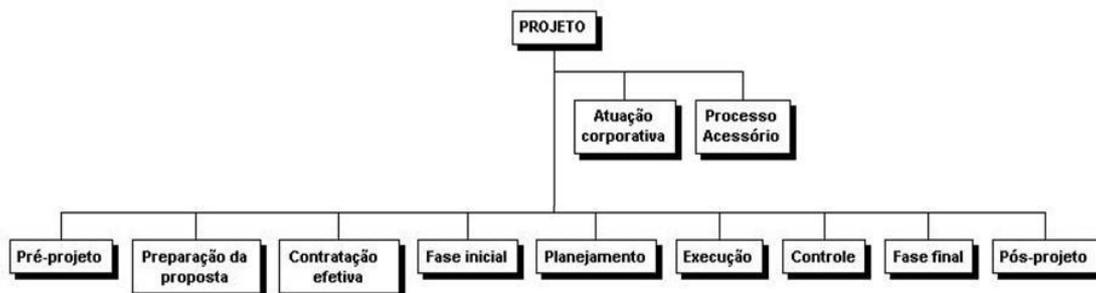 PROJETO
Atuação
corporativa
Processo
Acessório
Pré-projeto
Preparação da
proposta
Contratação
efetiva
Fase inicial
Planejamento
Execução
Controle
Fase final
Pós-projeto